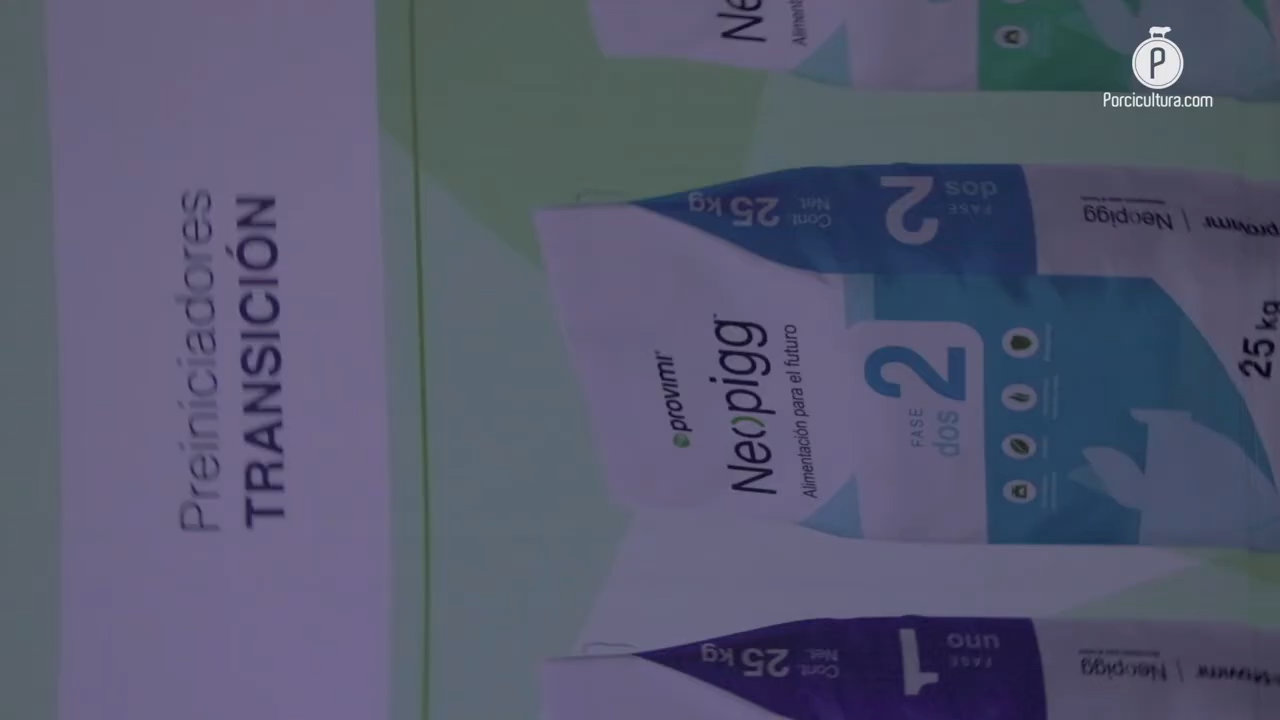 Porcicultura.com
Preiniciadores
TRANSICIÓN
Ne
provimi
Neopigg
Alimentación para el futuro
FASE
2
dos
25 kg
Cont.
Net.
25 kg
FASE
2
dos
Neopigg
provimi
Cont.
Net.
25 kg
FASE
1
uno
Neopigg